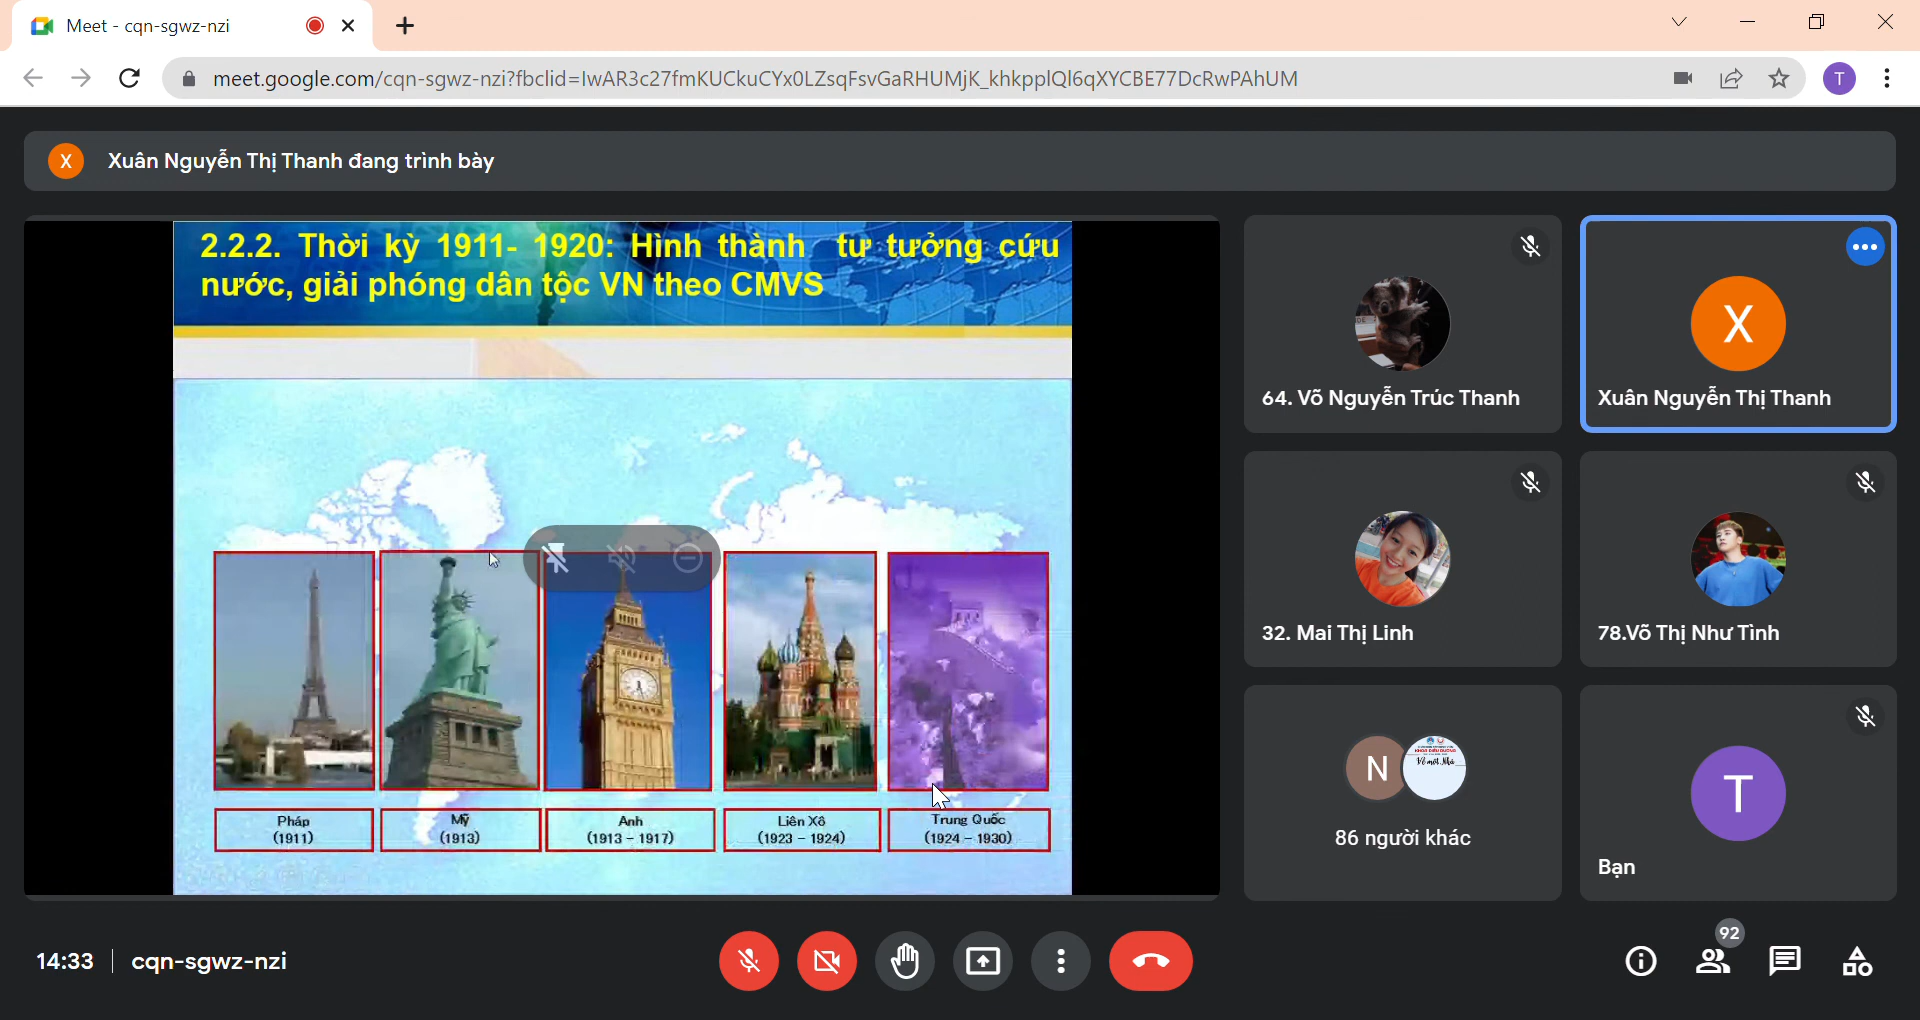 Meet - cqn-sgwz-nzi
meet.google.com/cqn-sgwz-nzi?fbclid=IwAR3c27fmKUCkuCYx0LZsqFsvGaRHUMjK_khkpplQl6qXYCBE77DcRwPAhUM
T
X
Xuân Nguyễn Thị Thanh đang trình bày
2.2.2. Thời kỳ 1911- 1920: Hình thành tư tưởng cứu
nước, giải phóng dân tộc VN theo CMVS
Pháp
(1911)
Mỹ
(1913)
Anh
(1913 - 1917)
Liên Xô
(1923 - 1924)
Trung Quốc
(1924 - 1930)
64. Võ Nguyễn Trúc Thanh
X
Xuân Nguyễn Thị Thanh
32. Mai Thị Linh
78.Võ Thị Như Tình
N
86 người khác
T
Bạn
14:33
cqn-sgwz-nzi
92